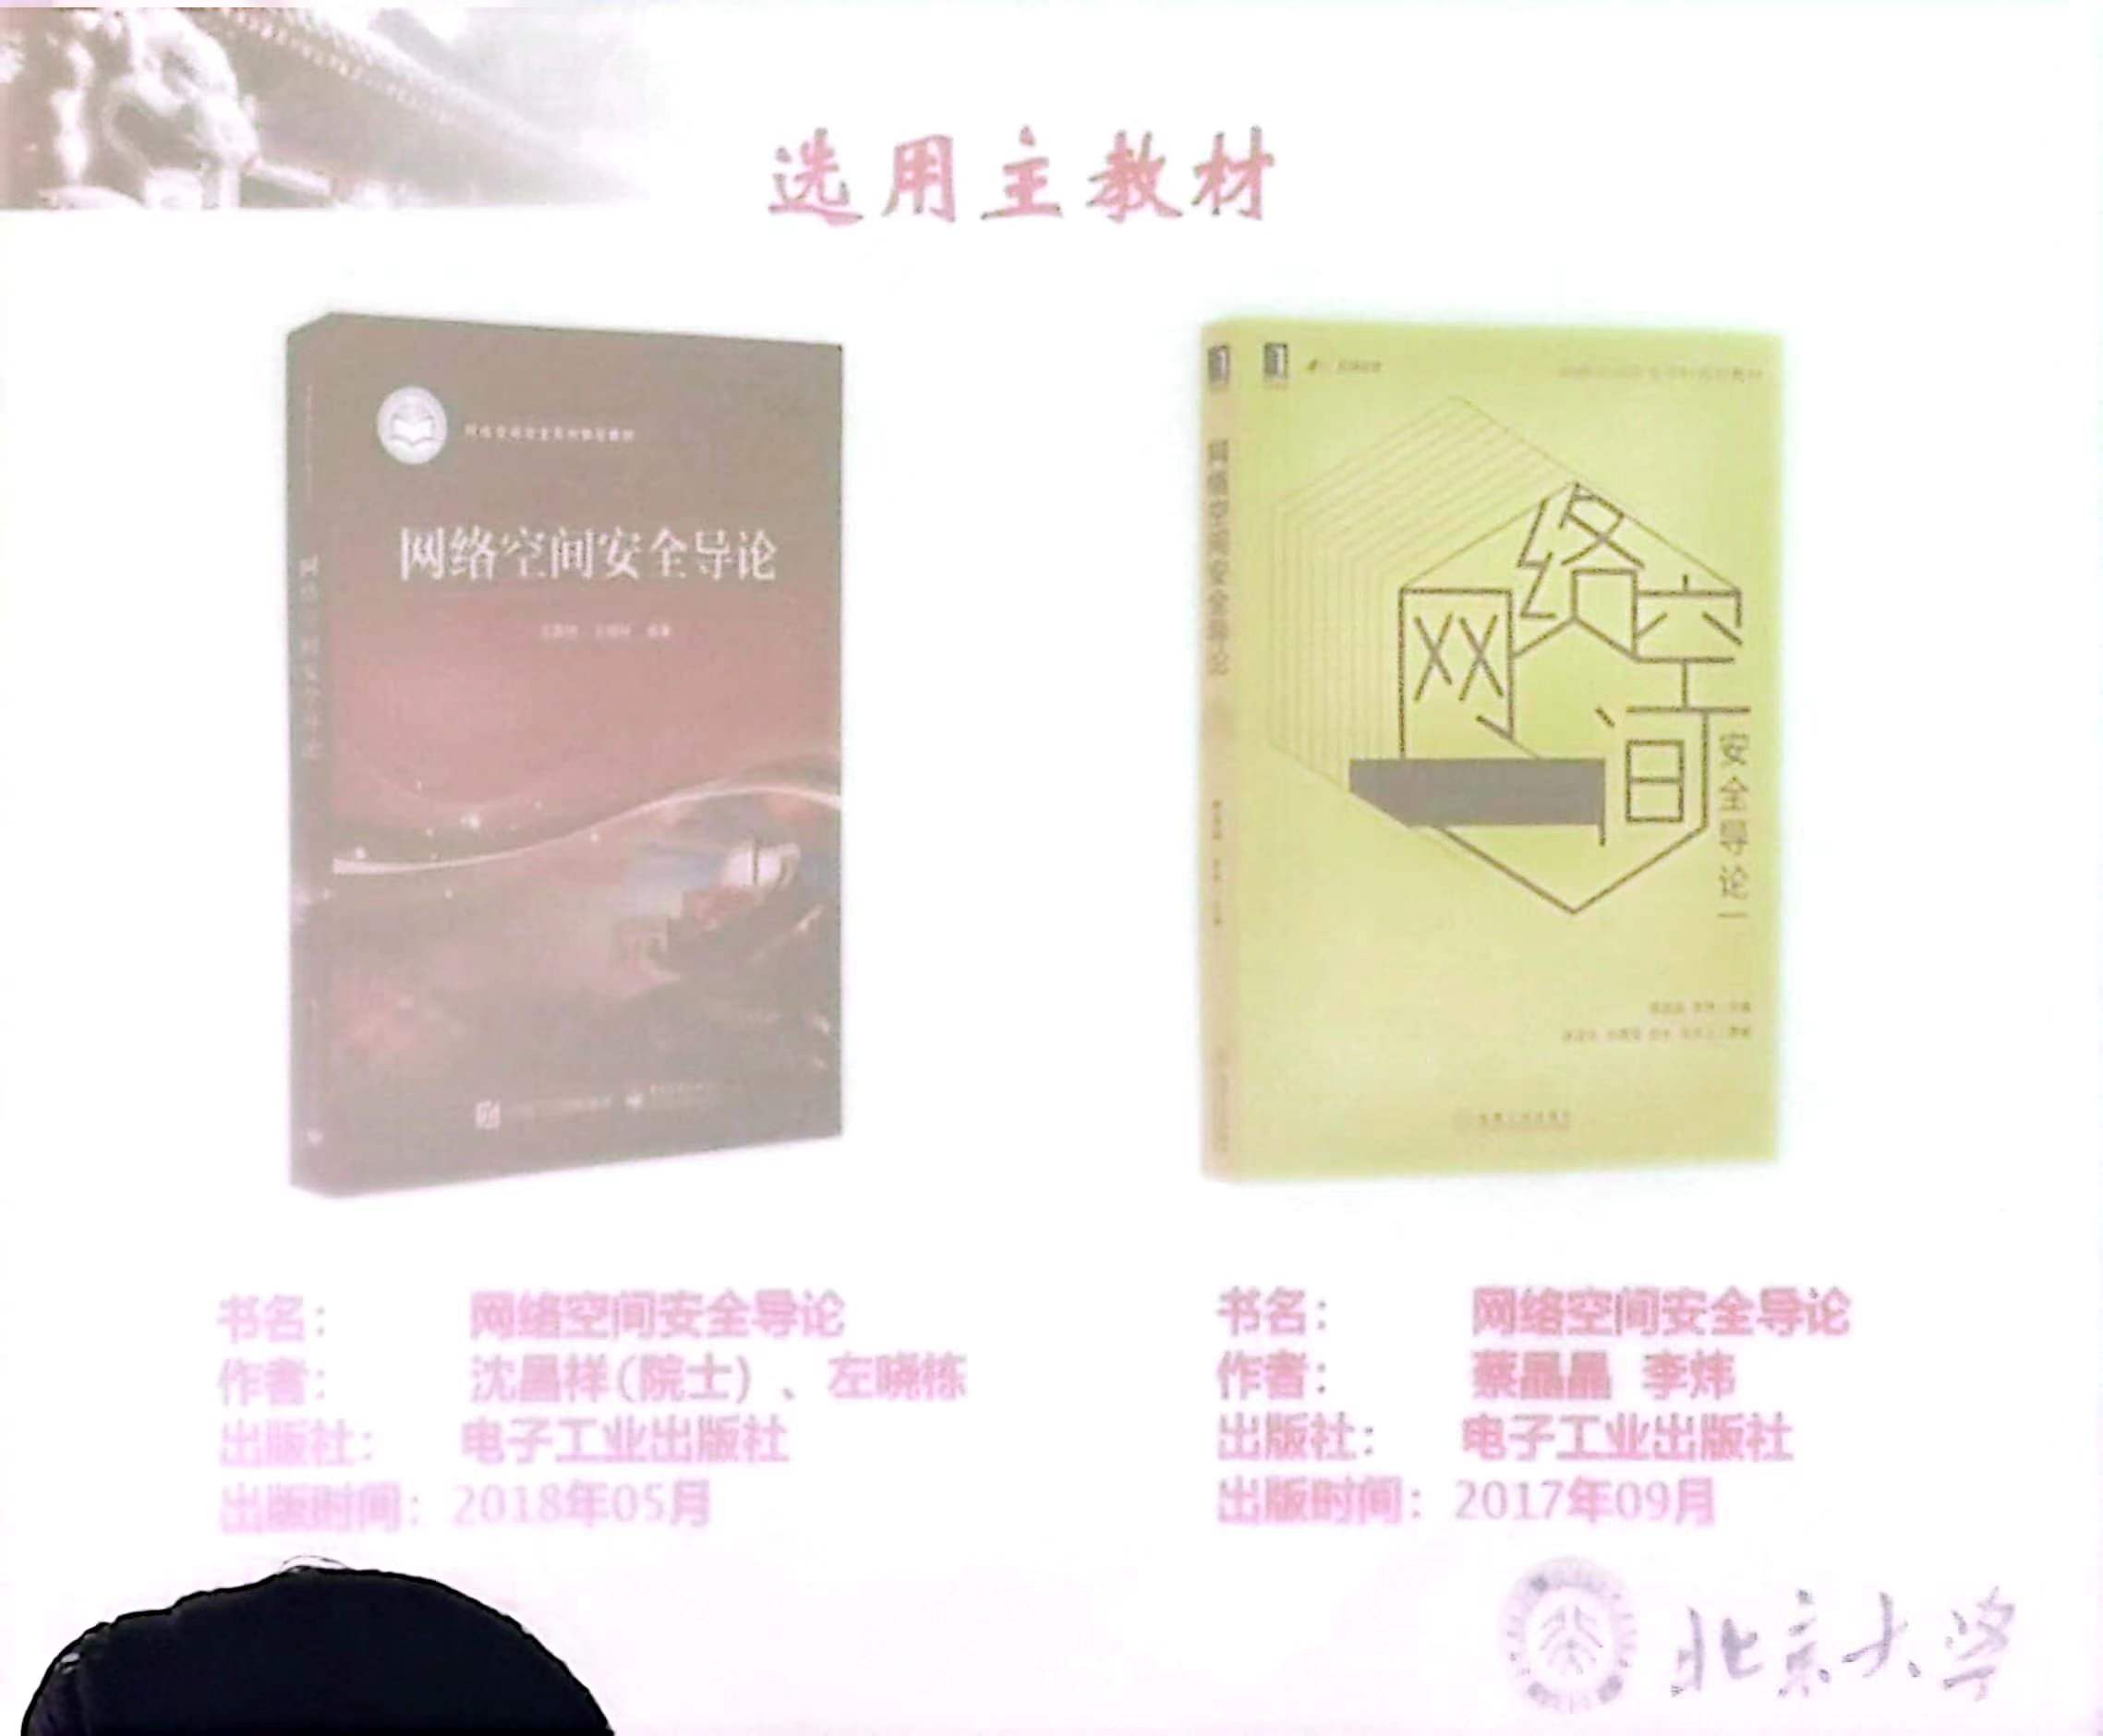 选用主教材
网络空间安全导论
网络空间安全导论
网络空间
安全导论
网络空间安全导论
书名： 网络空间安全导论
作者： 沈昌祥（院士）、左晓栋
出版社： 电子工业出版社
出版时间：2018年05月
书名： 网络空间安全导论
作者： 蔡晶晶 李炜
出版社： 电子工业出版社
出版时间：2017年09月
北京大学